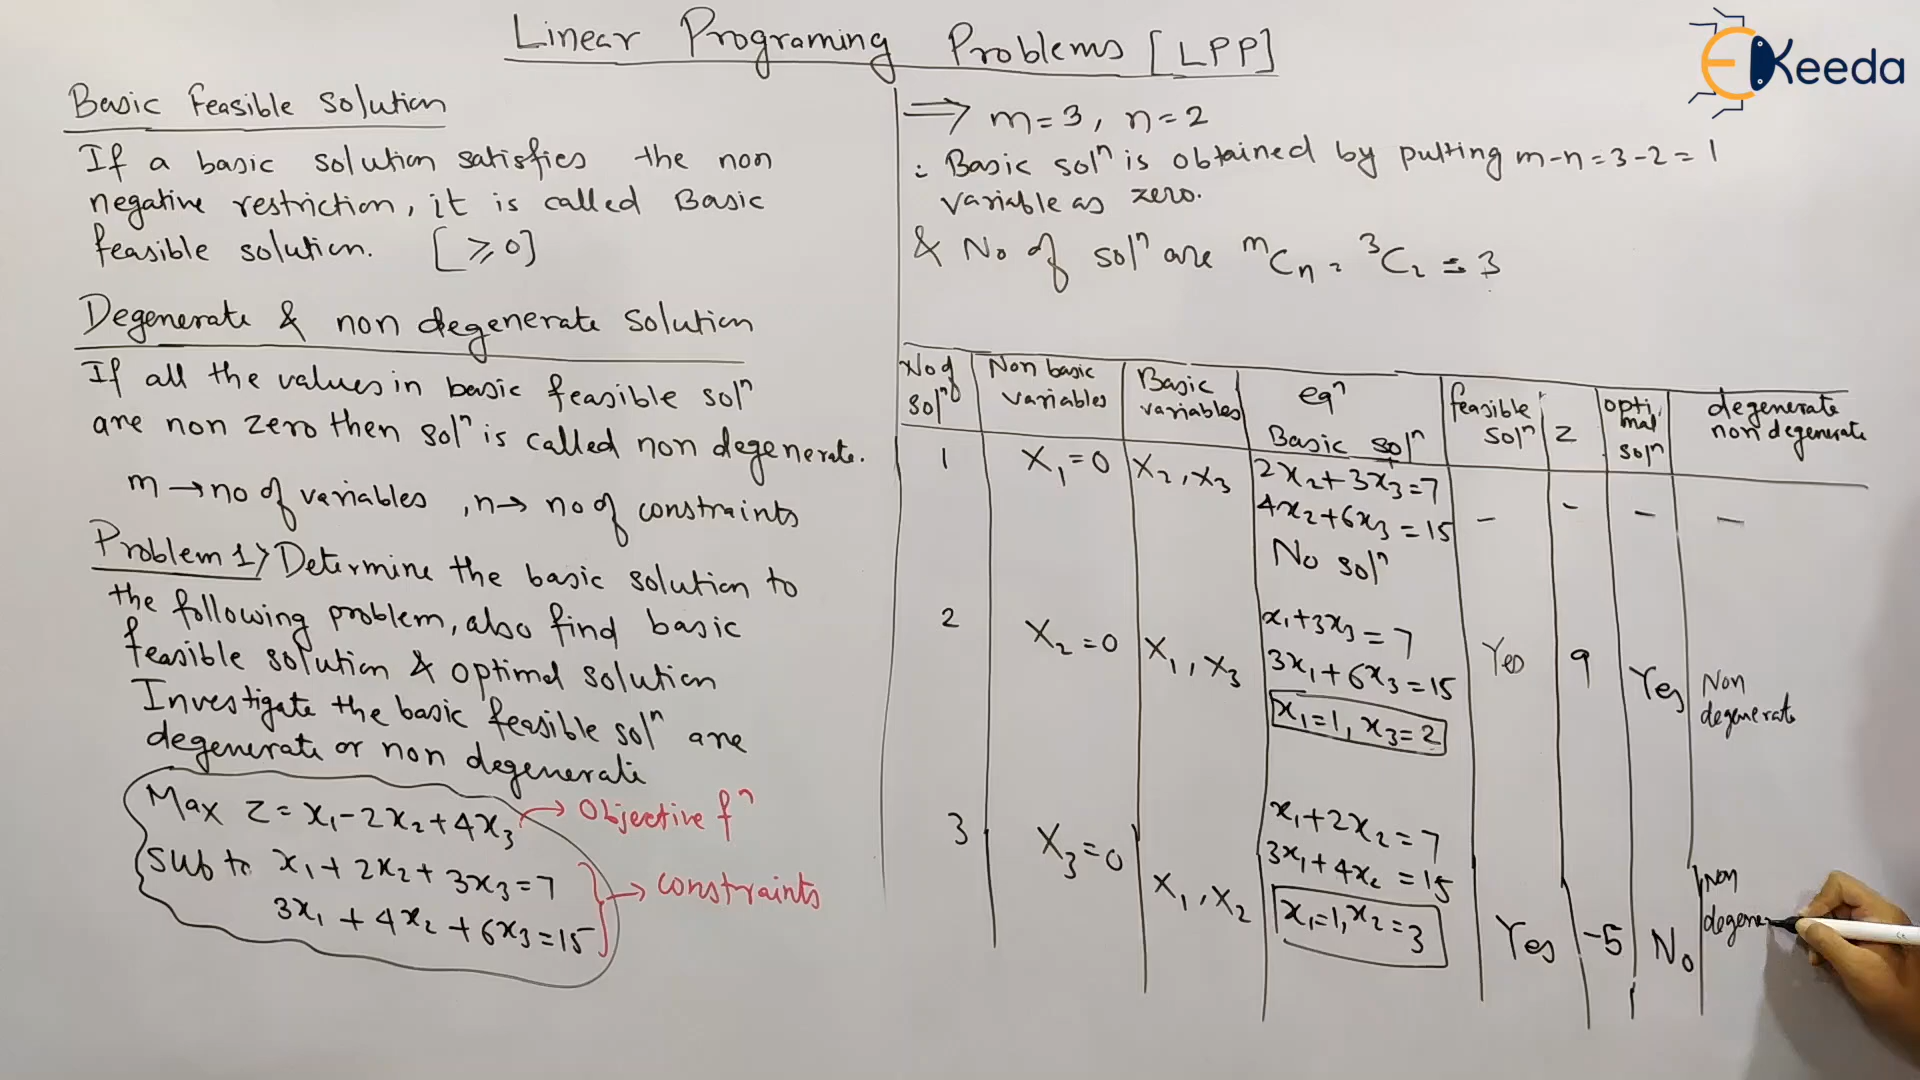 Linear Programing Problems [LPP]
EKeeda
Basic Feasible Solution
If a basic solution satisfies the non
negative restriction, it is called Basic
feasible solution. [≥0]
Degenerate & non degenerate Solution
If all the values in basic feasible solⁿ
are non zero then solⁿ is called non degenerate.
m → no of variables , n → no of constraints
Problem 1) Determine the basic solution to
the following problem, also find basic
feasible solution & optimal solution
Investigate the basic feasible solⁿ are
degenerate or non degenerate
Max Z = x₁ - 2x₂ + 4x₃ → Objective fⁿ
Sub to x₁ + 2x₂ + 3x₃ = 7
3x₁ + 4x₂ + 6x₃ = 15
→ constraints
⇒ m = 3, n = 2
∴ Basic solⁿ is obtained by putting m-n = 3-2 = 1
variable as zero.
& No of solⁿ are ᵐCₙ = ³C₂ = 3
No of solⁿ
Non basic variables
Basic variables
eqⁿ Basic solⁿ
feasible solⁿ
Z
optimal solⁿ
degenerate non degenerate
1
X₁ = 0
X₂, X₃
2x₂ + 3x₃ = 7
4x₂ + 6x₃ = 15
No solⁿ
- - - -
2
X₂ = 0
X₁, X₃
x₁ + 3x₃ = 7
3x₁ + 6x₃ = 15
x₁ = 1, x₃ = 2
Yes
9
Yes
Non
degenerate
3
X₃ = 0
X₁, X₂
x₁ + 2x₂ = 7
3x₁ + 4x₂ = 15
x₁ = 1, x₂ = 3
Yes
-5
No
Non
degener